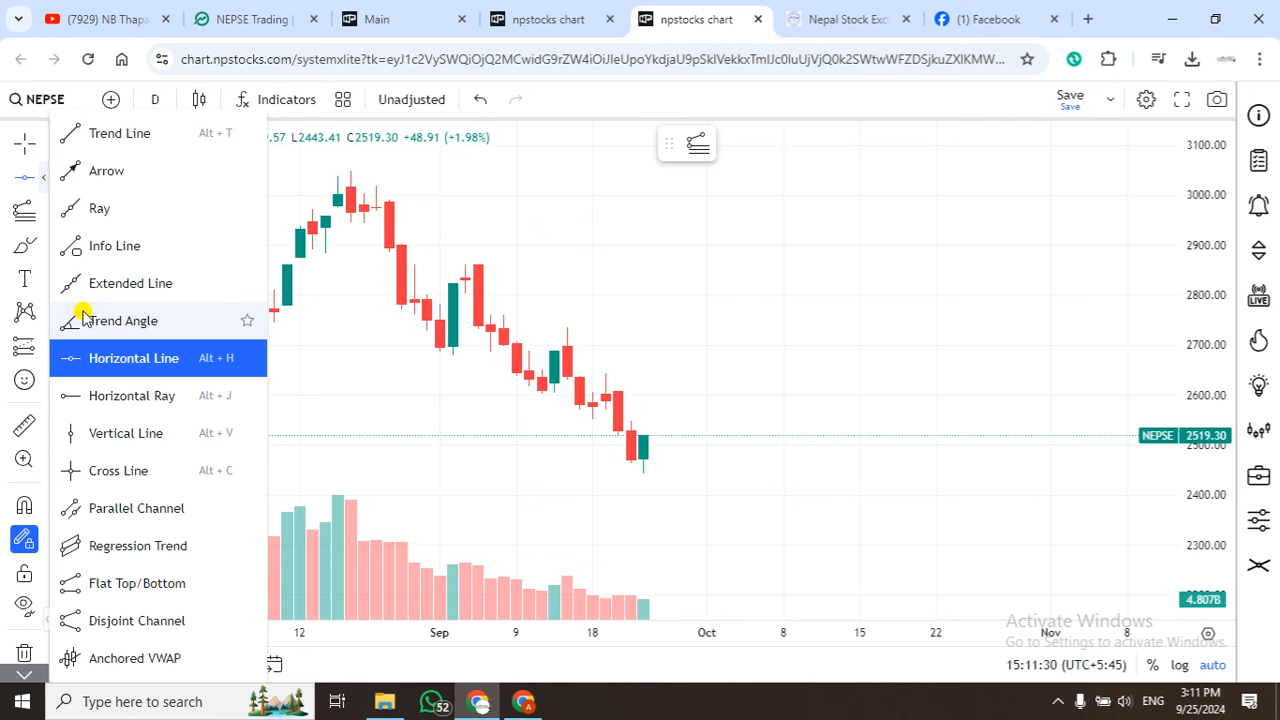 (7929) NB Thapa
NEPSE Trading
Main
npstocks chart
npstocks chart
Nepal Stock Exc
(1) Facebook
chart.npstocks.com/systemxlite?tk=eyJ1c2VySWQiOjQ2MCwidG9rZW4iOiJleUpoYkdjaU9pSklVekkxTmlJc0luUjVjQ0k2SWtwWFZDSjkuZXlKMWM...
NEPSE
D
Indicators
Unadjusted
Save
Save
.57 L2443.41 C2519.30 +48.91 (+1.98%)
Trend Line Alt + T
Arrow
Ray
Info Line
Extended Line
Trend Angle
Horizontal Line Alt + H
Horizontal Ray Alt + J
Vertical Line Alt + V
Cross Line Alt + C
Parallel Channel
Regression Trend
Flat Top/Bottom
Disjoint Channel
Anchored VWAP
T
3100.00
3000.00
2900.00
2800.00
2700.00
2600.00
NEPSE 2519.30
2500.00
2400.00
2300.00
4.807B
LIVE
12 Sep 9 18 Oct 8 15 22 Nov 8
Activate Windows
Go to Settings to activate Windows.
15:11:30 (UTC+5:45) % log auto
Type here to search
52
ENG
3:11 PM
9/25/2024